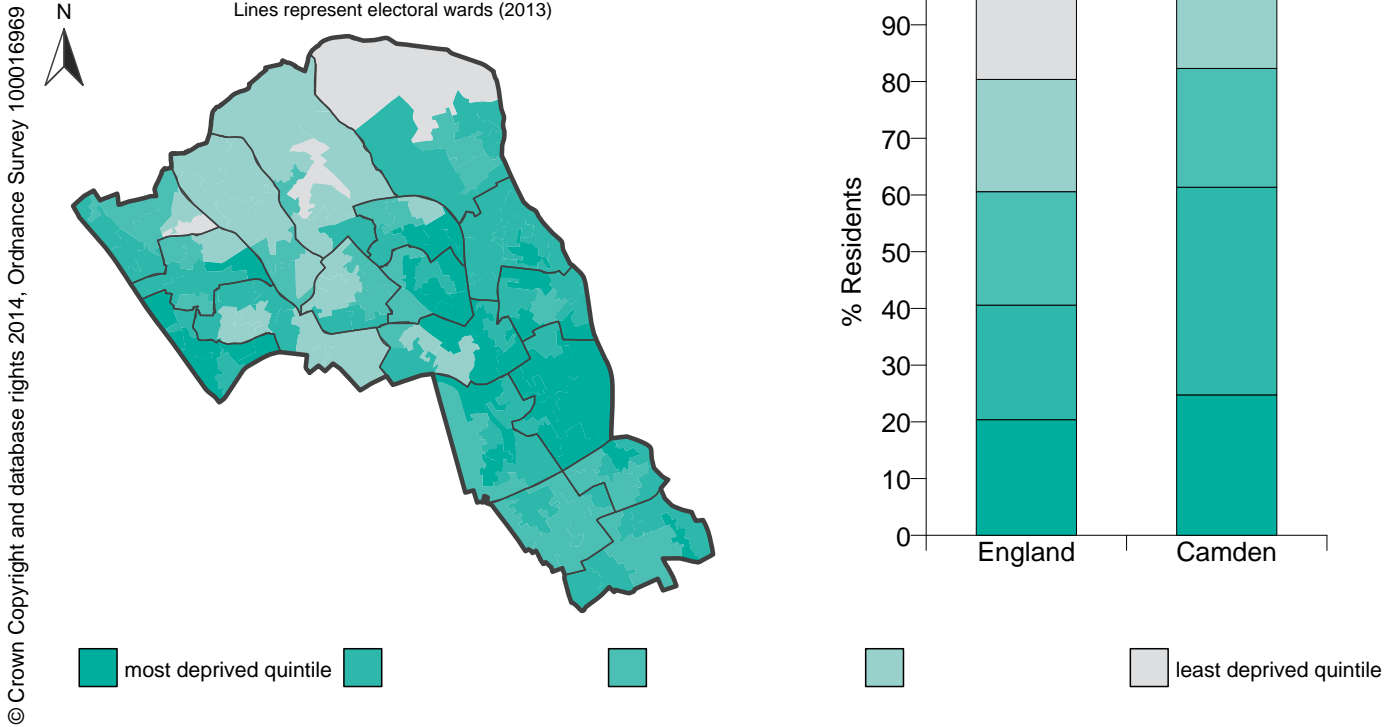 © Crown Copyright and database rights 2014, Ordnance Survey 100016969
N
Lines represent electoral wards (2013)
most deprived quintile
least deprived quintile
% Residents
90
80
70
60
50
40
30
20
10
0
England
Camden